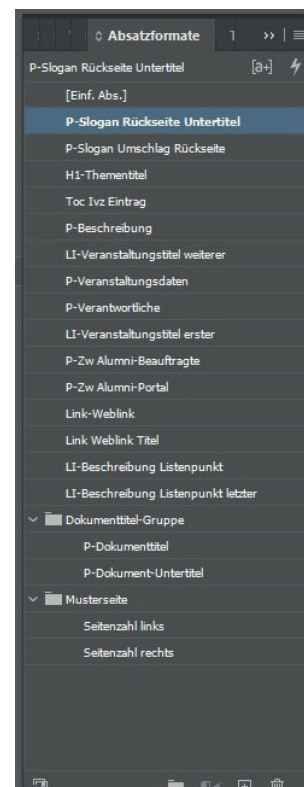 Absatzformate
P-Slogan Rückseite Untertitel [a+]
[Einf. Abs.]
P-Slogan Rückseite Untertitel
P-Slogan Umschlag Rückseite
H1-Thementitel
Toc Ivz Eintrag
P-Beschreibung
LI-Veranstaltungstitel weiterer
P-Veranstaltungsdaten
P-Verantwortliche
LI-Veranstaltungstitel erster
P-Zw Alumni-Beauftragte
P-Zw Alumni-Portal
Link-Weblink
Link Weblink Titel
LI-Beschreibung Listenpunkt
LI-Beschreibung Listenpunkt letzter
Dokumenttitel-Gruppe
P-Dokumenttitel
P-Dokument-Untertitel
Musterseite
Seitenzahl links
Seitenzahl rechts